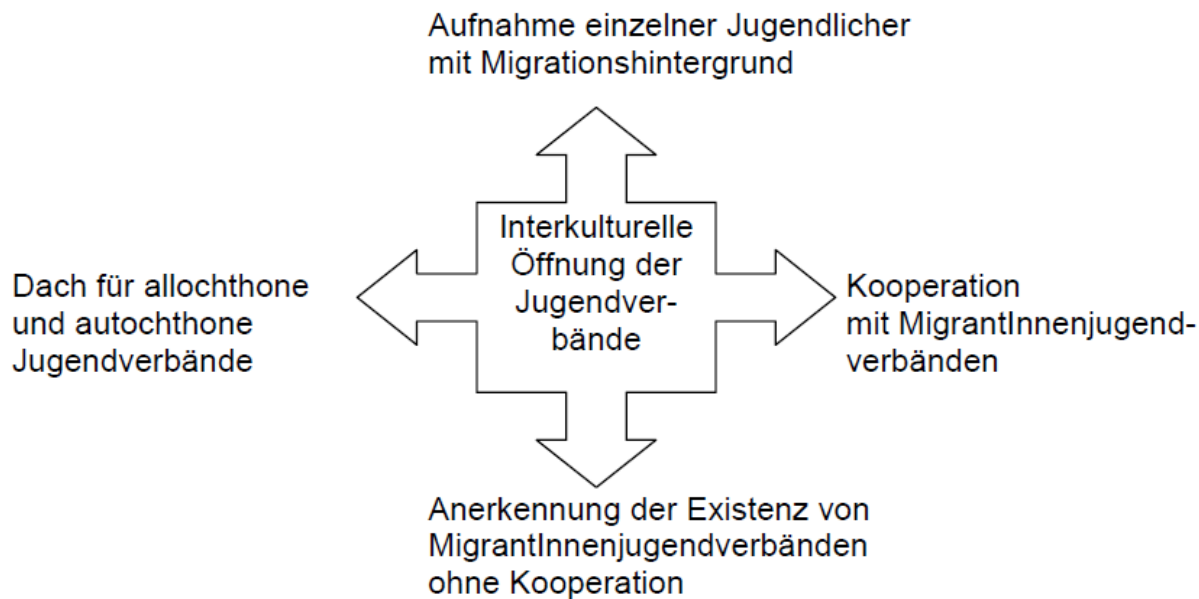 Aufnahme einzelner Jugendlicher
mit Migrationshintergrund
Interkulturelle
Öffnung der
Jugendver-
bände
Dach für allochthone
und autochthone
Jugendverbände
Kooperation
mit MigrantInnenjugend-
verbänden
Anerkennung der Existenz von
MigrantInnenjugendverbänden
ohne Kooperation